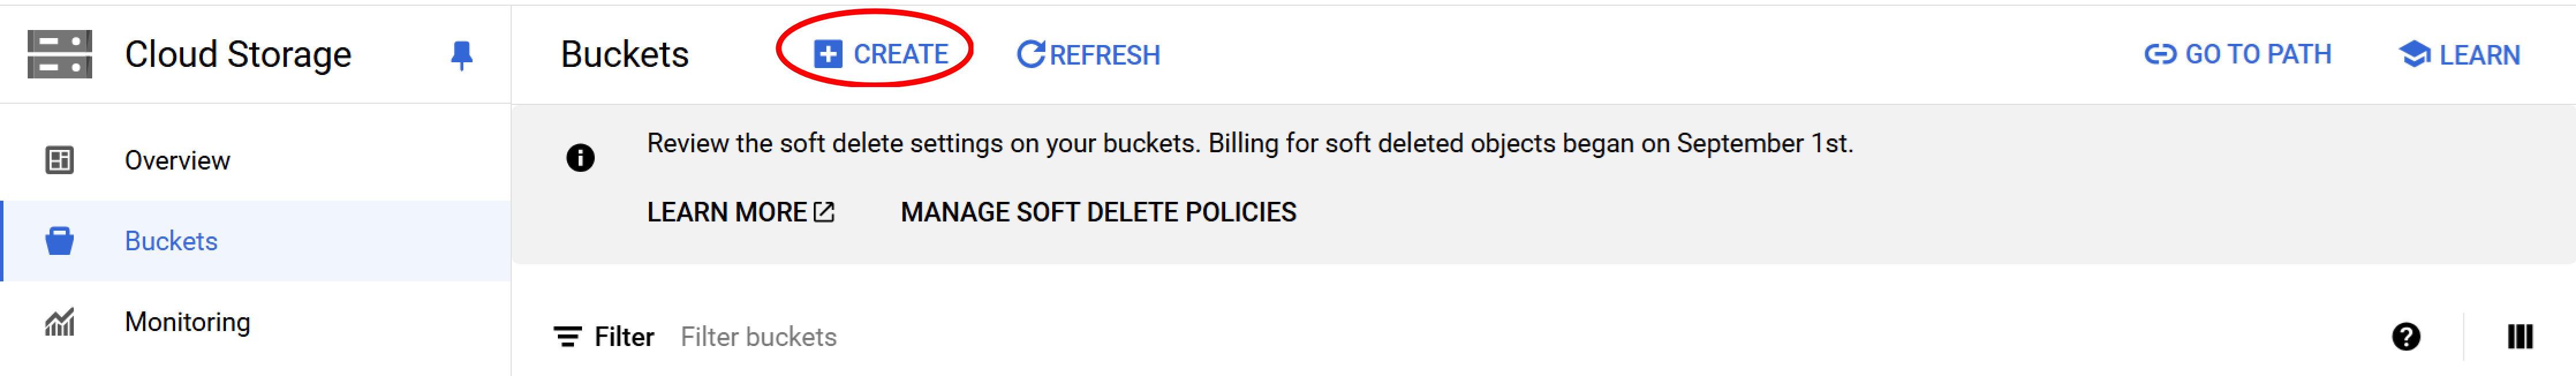 Cloud Storage
Buckets
CREATE
REFRESH
GO TO PATH
LEARN
Overview
Buckets
Monitoring
Review the soft delete settings on your buckets. Billing for soft deleted objects began on September 1st.
LEARN MORE
MANAGE SOFT DELETE POLICIES
Filter
Filter buckets